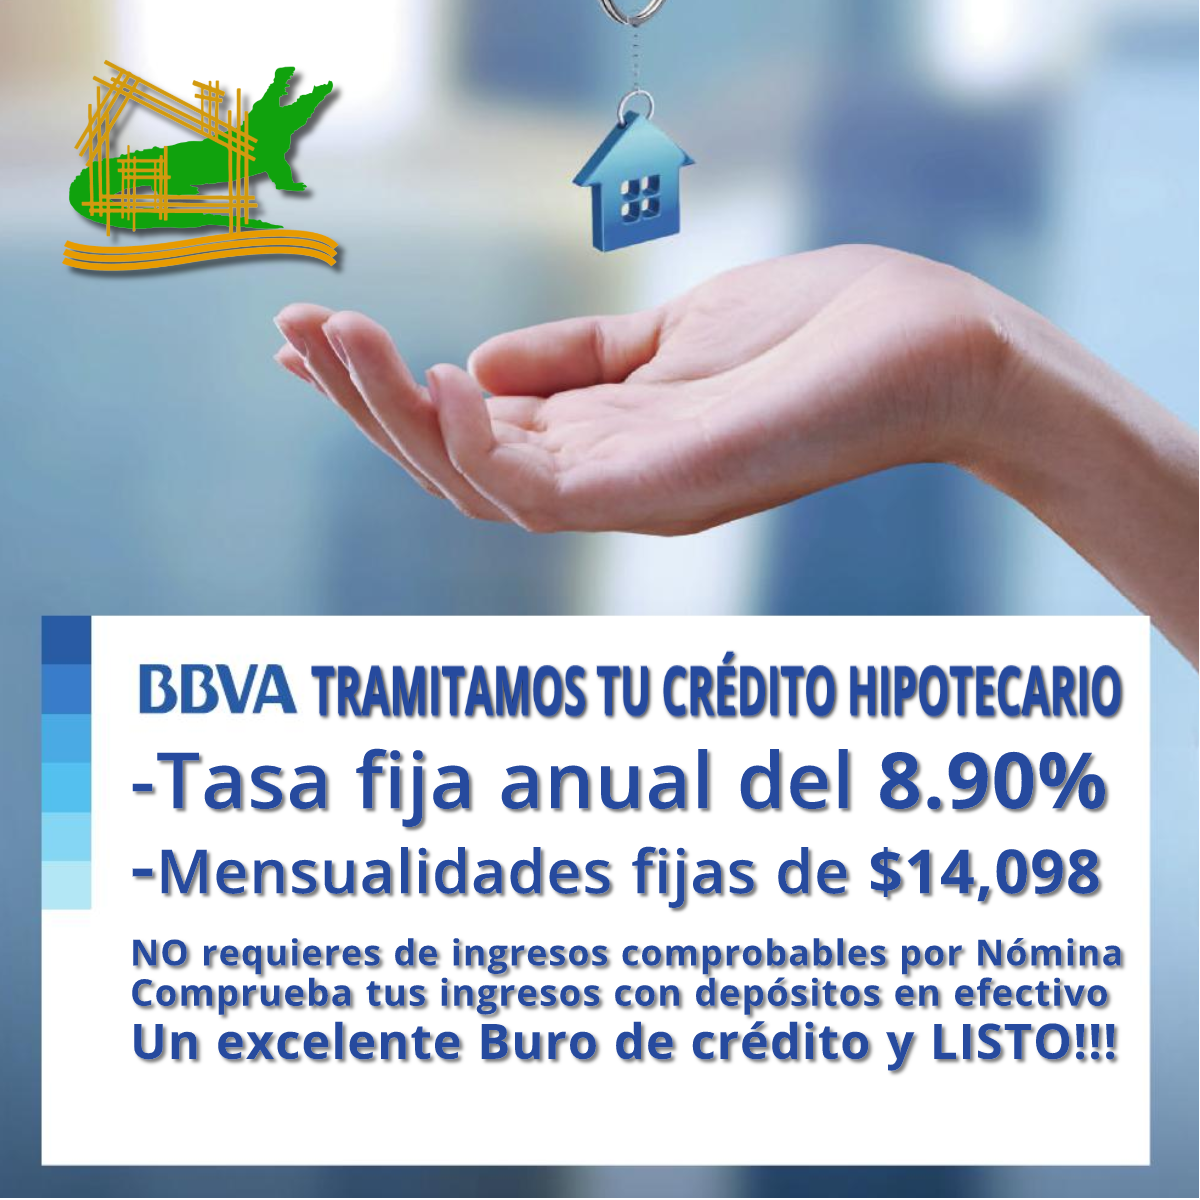 BBVA TRAMITAMOS TU CRÉDITO HIPOTECARIO
-Tasa fija anual del 8.90%
-Mensualidades fijas de $14,098
NO requieres de ingresos comprobables por Nómina
Comprueba tus ingresos con depósitos en efectivo
Un excelente Buro de crédito y LISTO!!!